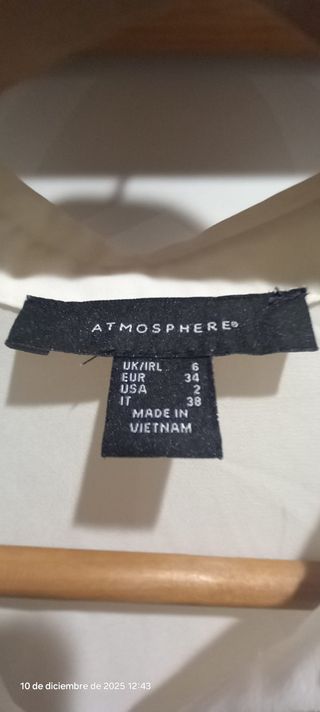 ATMOSPHERE®
UK/IRL 6
EUR 34
USA 2
IT 38
MADE IN
VIETNAM
10 de diciembre de 2025 12:43